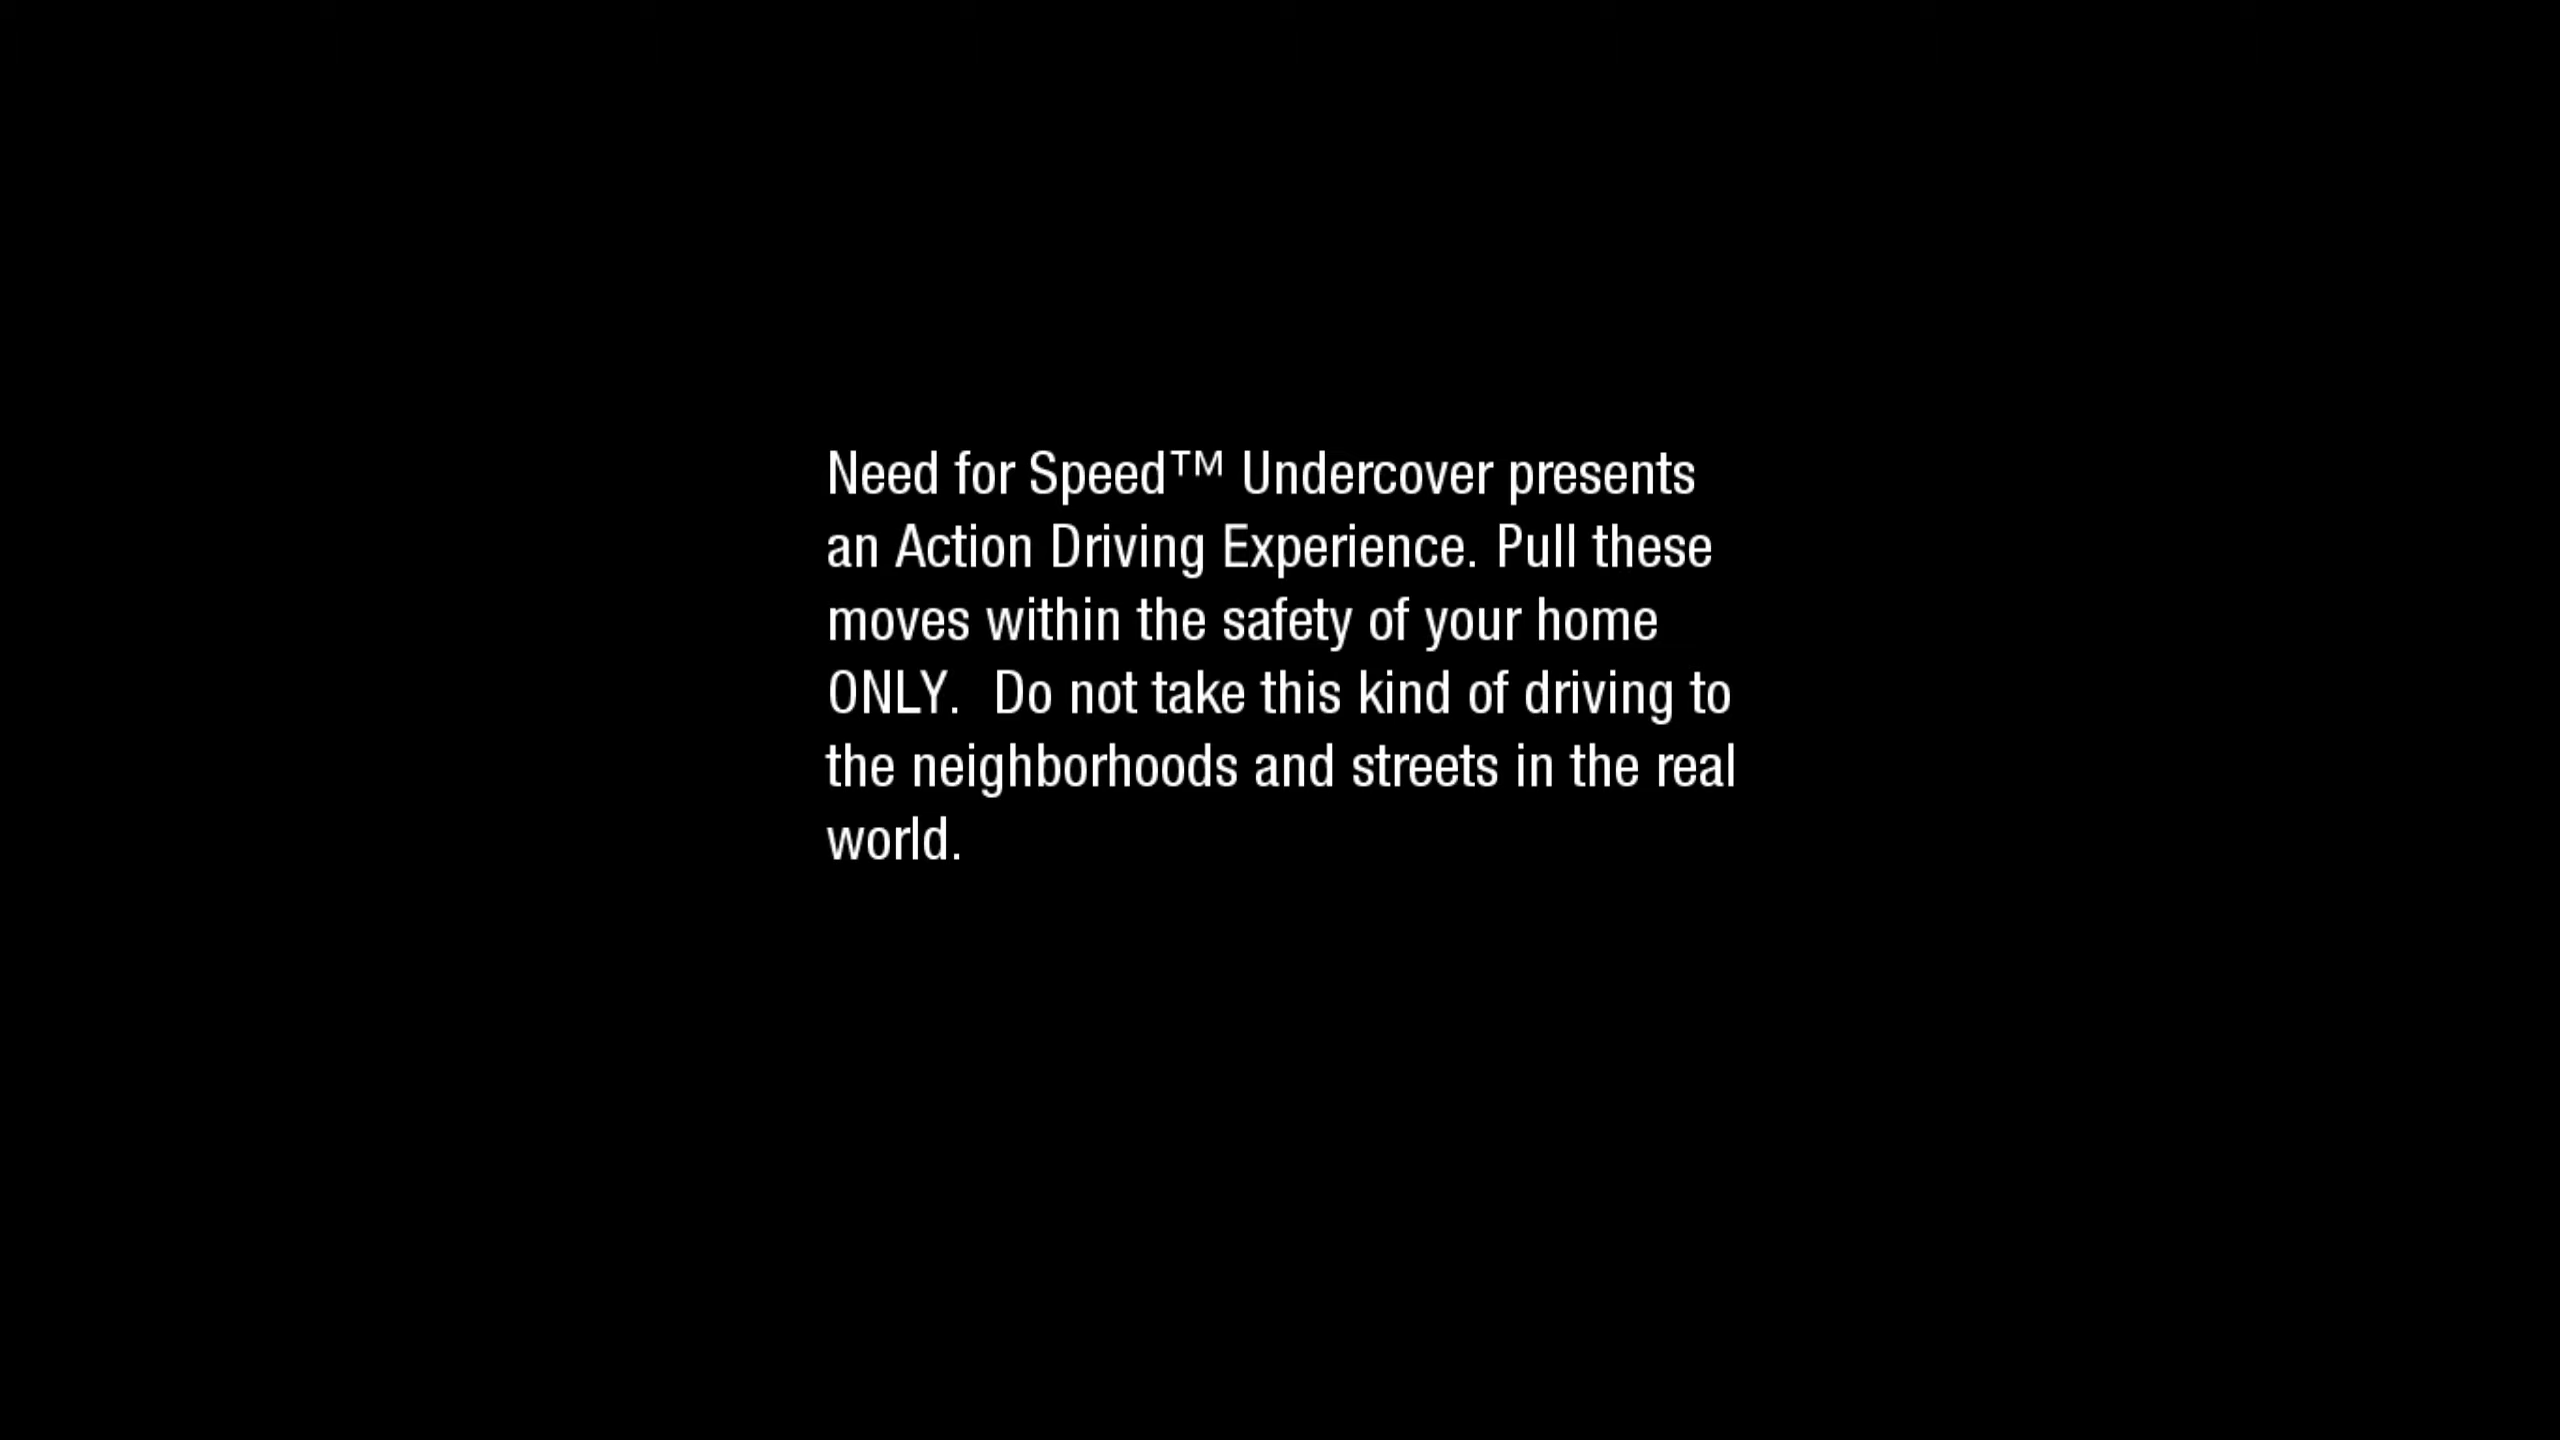 Need for Speed™ Undercover presents
an Action Driving Experience. Pull these
moves within the safety of your home
ONLY.  Do not take this kind of driving to
the neighborhoods and streets in the real
world.